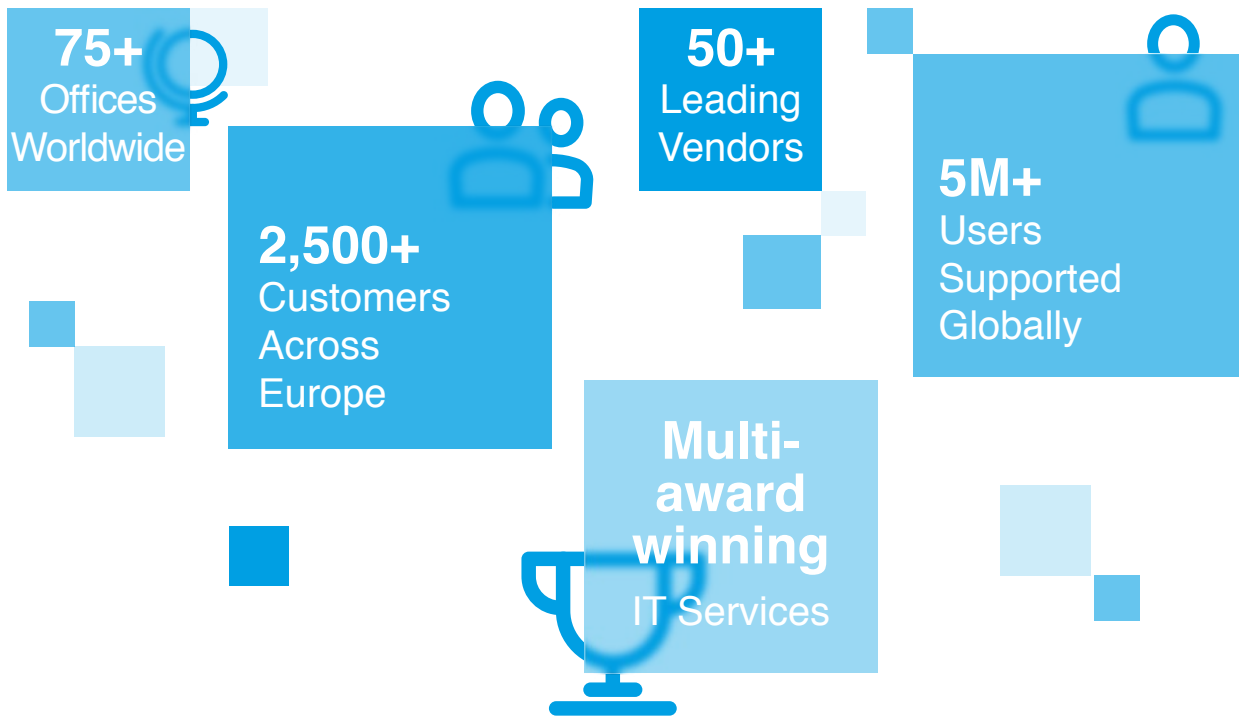 75+
Offices
Worldwide
2,500+
Customers
Across
Europe
50+
Leading
Vendors
5M+
Users
Supported
Globally
Multi-
award
winning
IT Services